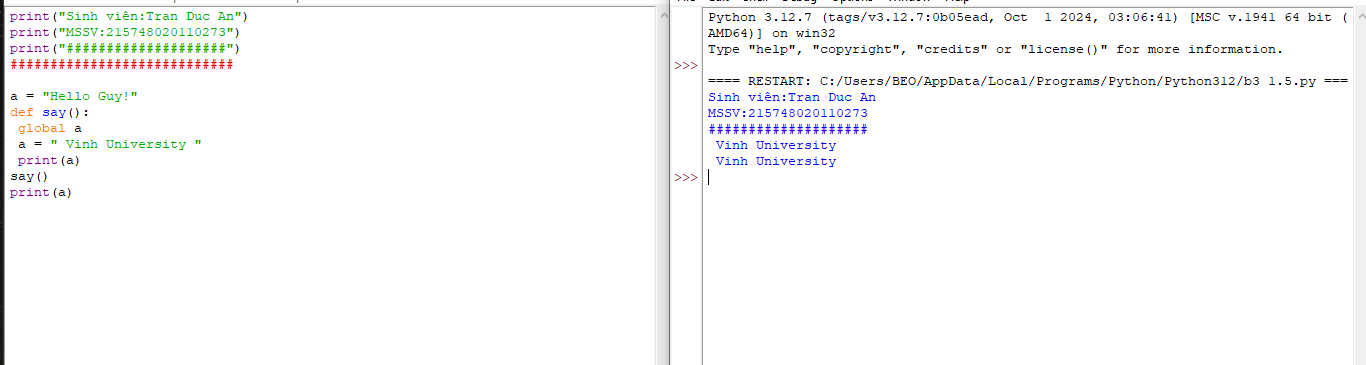 print("Sinh viên:Tran Duc An")
print("MSSV:215748020110273")
print("####################")
############################
a = "Hello Guy!"
def say():
 global a
 a = " Vinh University "
 print(a)
say()
print(a)
Python 3.12.7 (tags/v3.12.7:0b05ead, Oct  1 2024, 03:06:41) [MSC v.1941 64 bit (
AMD64)] on win32
Type "help", "copyright", "credits" or "license()" for more information.
>>>
==== RESTART: C:/Users/BEO/AppData/Local/Programs/Python/Python312/b3 1.5.py ===
Sinh viên:Tran Duc An
MSSV:215748020110273
####################
 Vinh University
 Vinh University
>>>